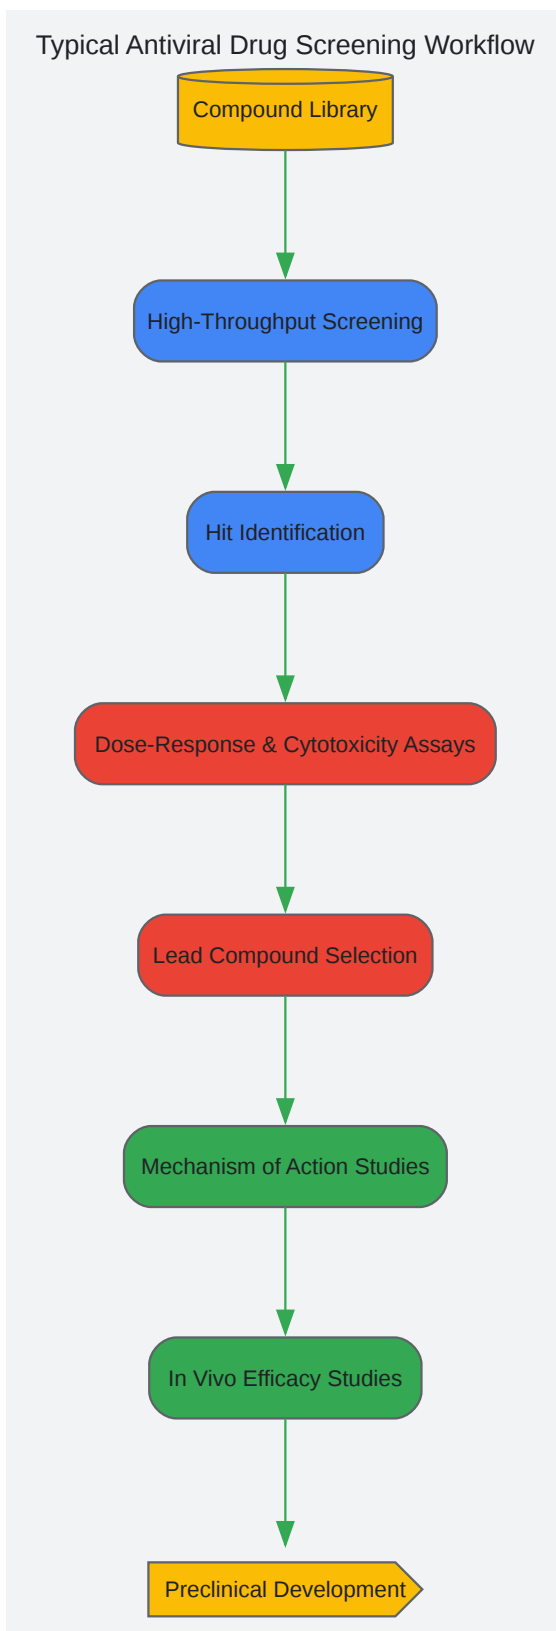 Typical Antiviral Drug Screening Workflow
Compound Library
High-Throughput Screening
Hit Identification
Dose-Response & Cytotoxicity Assays
Lead Compound Selection
Mechanism of Action Studies
In Vivo Efficacy Studies
Preclinical Development